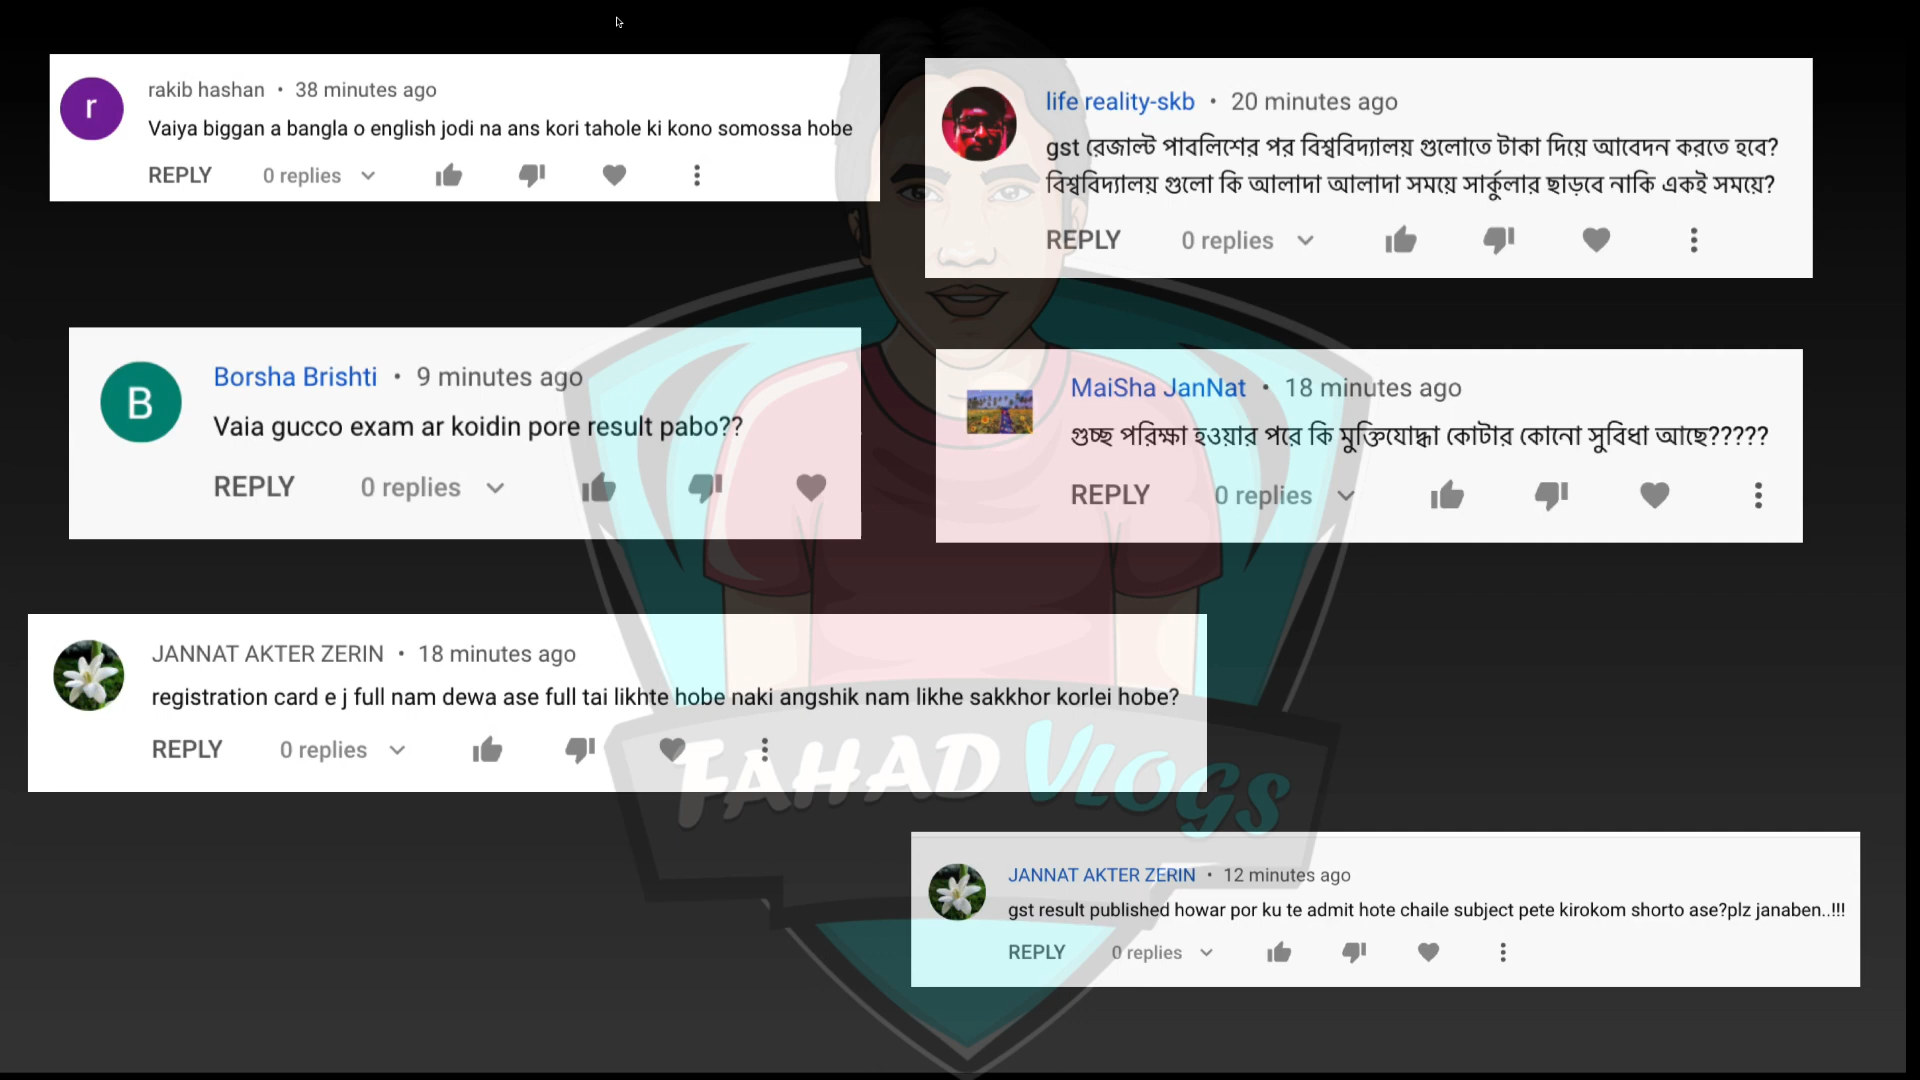 r
rakib hashan • 38 minutes ago
Vaiya biggan a bangla o english jodi na ans kori tahole ki kono somossa hobe
REPLY 0 replies
life reality-skb • 20 minutes ago
gst রেজাল্ট পাবলিশের পর বিশ্ববিদ্যালয় গুলোতে টাকা দিয়ে আবেদন করতে হবে?
বিশ্ববিদ্যালয় গুলো কি আলাদা আলাদা সময়ে সার্কুলার ছাড়বে নাকি একই সময়ে?
REPLY 0 replies
B
Borsha Brishti • 9 minutes ago
Vaia gucco exam ar koidin pore result pabo??
REPLY 0 replies
MaiSha JanNat • 18 minutes ago
গুচ্ছ পরিক্ষা হওয়ার পরে কি মুক্তিযোদ্ধা কোটার কোনো সুবিধা আছে?????
REPLY 0 replies
JANNAT AKTER ZERIN • 18 minutes ago
registration card e j full nam dewa ase full tai likhte hobe naki angshik nam likhe sakkhor korlei hobe?
REPLY 0 replies
FAHAD VLOGS
JANNAT AKTER ZERIN • 12 minutes ago
gst result published howar por ku te admit hote chaile subject pete kirokom shorto ase?plz janaben..!!!
REPLY 0 replies